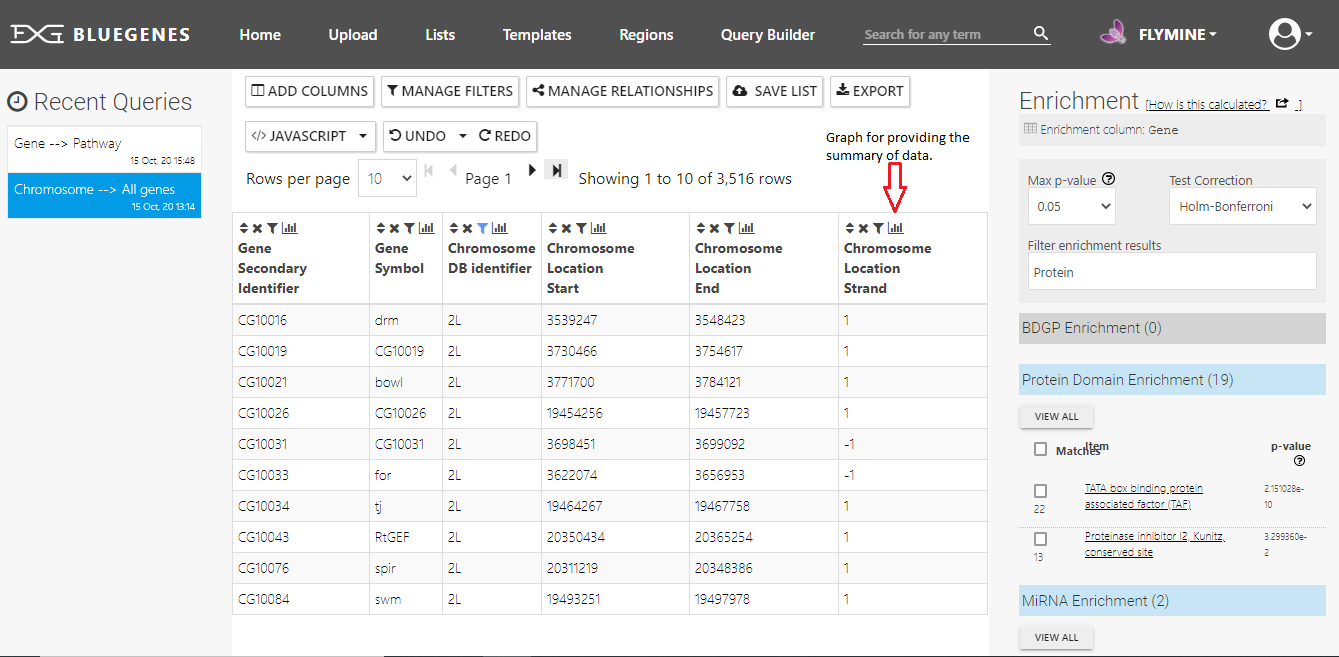 BLUEGENES Home Upload Lists Templates Regions Query Builder Search for any term FLYMINE
Recent Queries
Gene --> Pathway
15 Oct, 20 15:48
Chromosome --> All genes
15 Oct, 20 13:14
ADD COLUMNS MANAGE FILTERS MANAGE RELATIONSHIPS SAVE LIST EXPORT
</> JAVASCRIPT UNDO REDO
Graph for providing the
summary of data.
Rows per page 10 Page 1 Showing 1 to 10 of 3,516 rows
Gene
Secondary
Identifier
Gene
Symbol
Chromosome
DB identifier
Chromosome
Location
Start
Chromosome
Location
End
Chromosome
Location
Strand
CG10016 drm 2L 3539247 3548423 1
CG10019 CG10019 2L 3730466 3754617 1
CG10021 bowl 2L 3771700 3784121 1
CG10026 CG10026 2L 19454256 19457723 1
CG10031 CG10031 2L 3698451 3699092 -1
CG10033 for 2L 3622074 3656953 -1
CG10034 tj 2L 19464267 19467758 1
CG10043 RtGEF 2L 20350434 20365254 1
CG10076 spir 2L 20311219 20348386 1
CG10084 swm 2L 19493251 19497978 1
Enrichment [How is this calculated? ]
Enrichment column: Gene
Max p-value Test Correction
0.05 Holm-Bonferroni
Filter enrichment results
Protein
BDGP Enrichment (0)
Protein Domain Enrichment (19)
VIEW ALL
Matches Item p-value
22 TATA box binding protein
associated factor (TAF)
2.151028e-
10
13 Proteinase inhibitor I2, Kunitz,
conserved site
3.299360e-
2
MiRNA Enrichment (2)
VIEW ALL